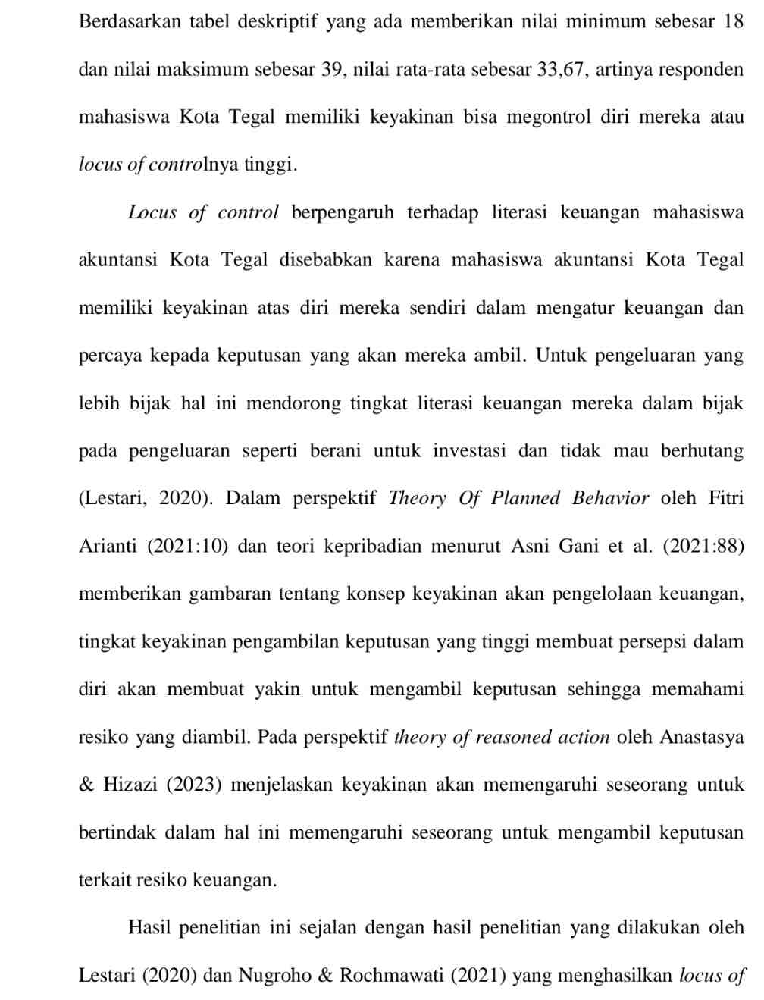 Berdasarkan tabel deskriptif yang ada memberikan nilai minimum sebesar 18
dan nilai maksimum sebesar 39, nilai rata-rata sebesar 33,67, artinya responden
mahasiswa Kota Tegal memiliki keyakinan bisa megontrol diri mereka atau
locus of controlnya tinggi.
Locus of control berpengaruh terhadap literasi keuangan mahasiswa
akuntansi Kota Tegal disebabkan karena mahasiswa akuntansi Kota Tegal
memiliki keyakinan atas diri mereka sendiri dalam mengatur keuangan dan
percaya kepada keputusan yang akan mereka ambil. Untuk pengeluaran yang
lebih bijak hal ini mendorong tingkat literasi keuangan mereka dalam bijak
pada pengeluaran seperti berani untuk investasi dan tidak mau berhutang
(Lestari, 2020). Dalam perspektif Theory Of Planned Behavior oleh Fitri
Arianti (2021:10) dan teori kepribadian menurut Asni Gani et al. (2021:88)
memberikan gambaran tentang konsep keyakinan akan pengelolaan keuangan,
tingkat keyakinan pengambilan keputusan yang tinggi membuat persepsi dalam
diri akan membuat yakin untuk mengambil keputusan sehingga memahami
resiko yang diambil. Pada perspektif theory of reasoned action oleh Anastasya
& Hizazi (2023) menjelaskan keyakinan akan memengaruhi seseorang untuk
bertindak dalam hal ini memengaruhi seseorang untuk mengambil keputusan
terkait resiko keuangan.
Hasil penelitian ini sejalan dengan hasil penelitian yang dilakukan oleh
Lestari (2020) dan Nugroho & Rochmawati (2021) yang menghasilkan locus of